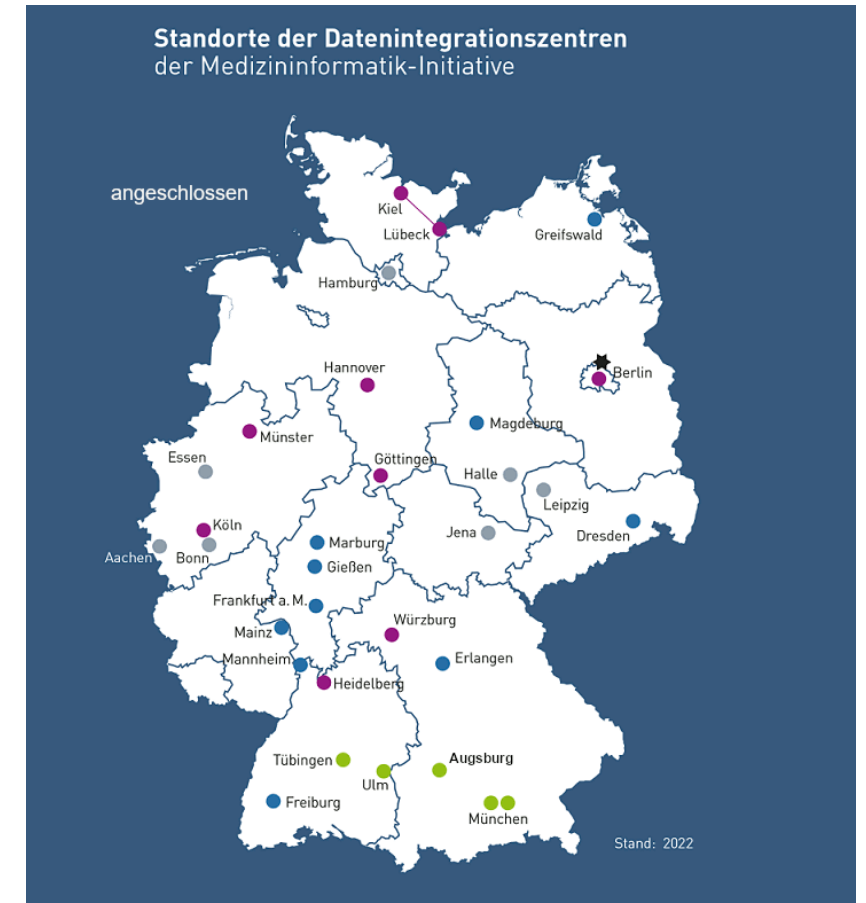 Standorte der Datenintegrationszentren
der Medizininformatik-Initiative
angeschlossen
Kiel
Lübeck
Greifswald
Hamburg
Hannover
Berlin
Münster
Magdeburg
Essen
Göttingen
Halle
Leipzig
Köln
Jena
Dresden
Aachen
Bonn
Marburg
Gießen
Frankfurt a. M.
Mainz
Würzburg
Mannheim
Erlangen
Heidelberg
Tübingen
Augsburg
Ulm
Freiburg
München
Stand: 2022